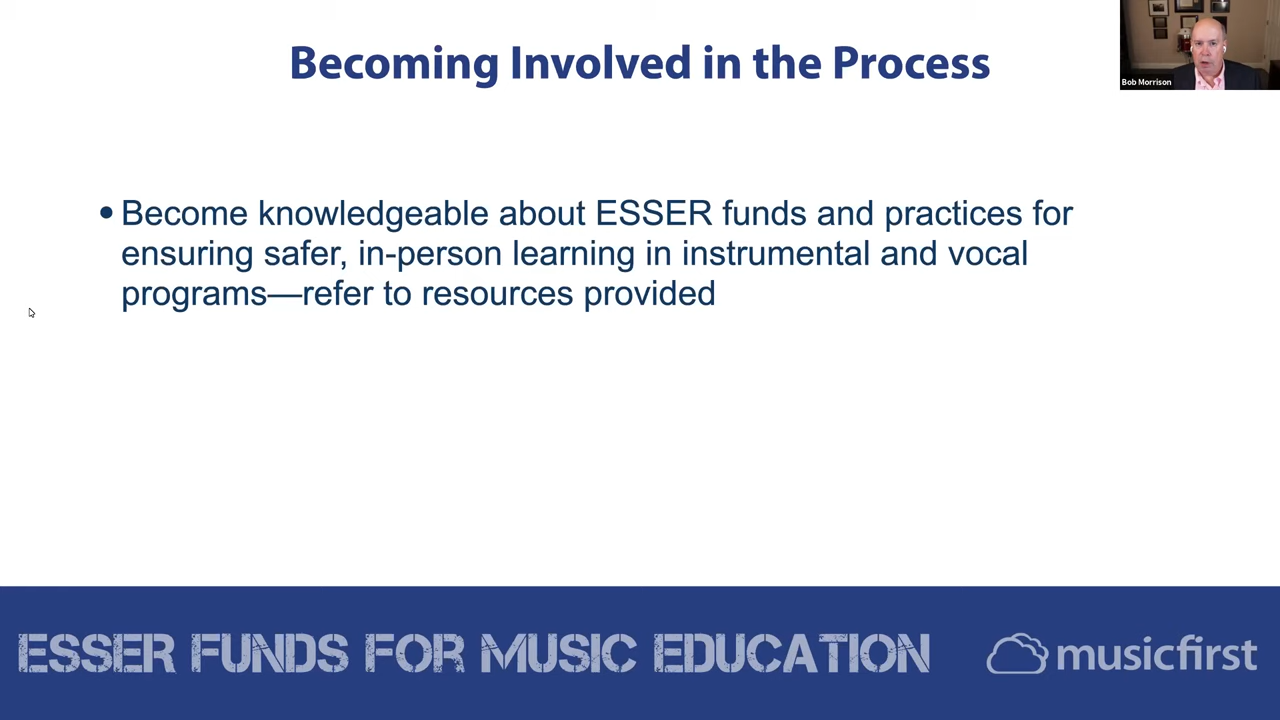 Becoming Involved in the Process
Bob Morrison
• Become knowledgeable about ESSER funds and practices for
ensuring safer, in-person learning in instrumental and vocal
programs—refer to resources provided
ESSER FUNDS FOR MUSIC EDUCATION
musicfirst